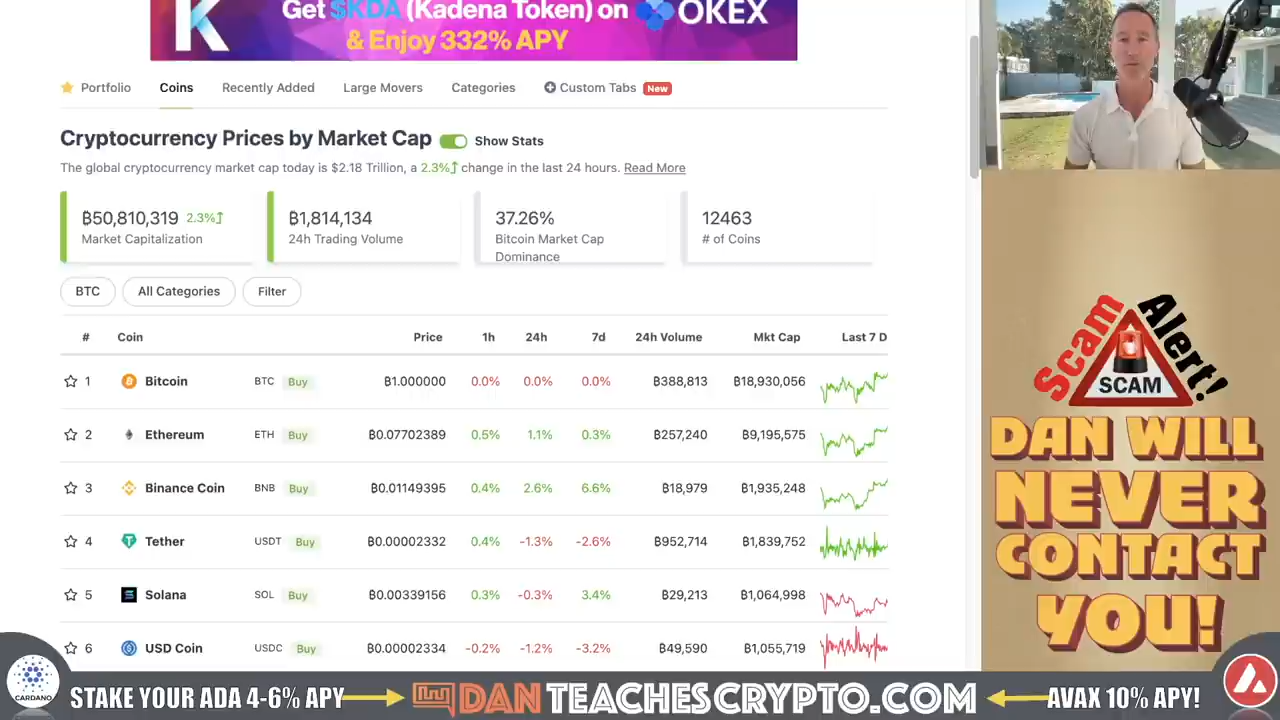 Get $KDA (Kadena Token) on OKEX
& Enjoy 332% APY
Portfolio Coins Recently Added Large Movers Categories Custom Tabs New
Cryptocurrency Prices by Market Cap Show Stats
The global cryptocurrency market cap today is $2.18 Trillion, a 2.3% change in the last 24 hours. Read More
฿50,810,319 2.3%
Market Capitalization
฿1,814,134
24h Trading Volume
37.26%
Bitcoin Market Cap
Dominance
12463
# of Coins
BTC All Categories Filter
# Coin Price 1h 24h 7d 24h Volume Mkt Cap Last 7 D
1 Bitcoin BTC Buy ฿1.000000 0.0% 0.0% 0.0% ฿388,813 ฿18,930,056
2 Ethereum ETH Buy ฿0.07702389 0.5% 1.1% 0.3% ฿257,240 ฿9,195,575
3 Binance Coin BNB Buy ฿0.01149395 0.4% 2.6% 6.6% ฿18,979 ฿1,935,248
4 Tether USDT Buy ฿0.00002332 0.4% -1.3% -2.6% ฿952,714 ฿1,839,752
5 Solana SOL Buy ฿0.00339156 0.3% -0.3% 3.4% ฿29,213 ฿1,064,998
6 USD Coin USDC Buy ฿0.00002334 -0.2% -1.2% -3.2% ฿49,590 ฿1,055,719
Scam Alert!
SCAM
DAN WILL
NEVER
CONTACT
YOU!
CARDANO
STAKE YOUR ADA 4-6% APY
DANTEACHESCRYPTO.COM
AVAX 10% APY!